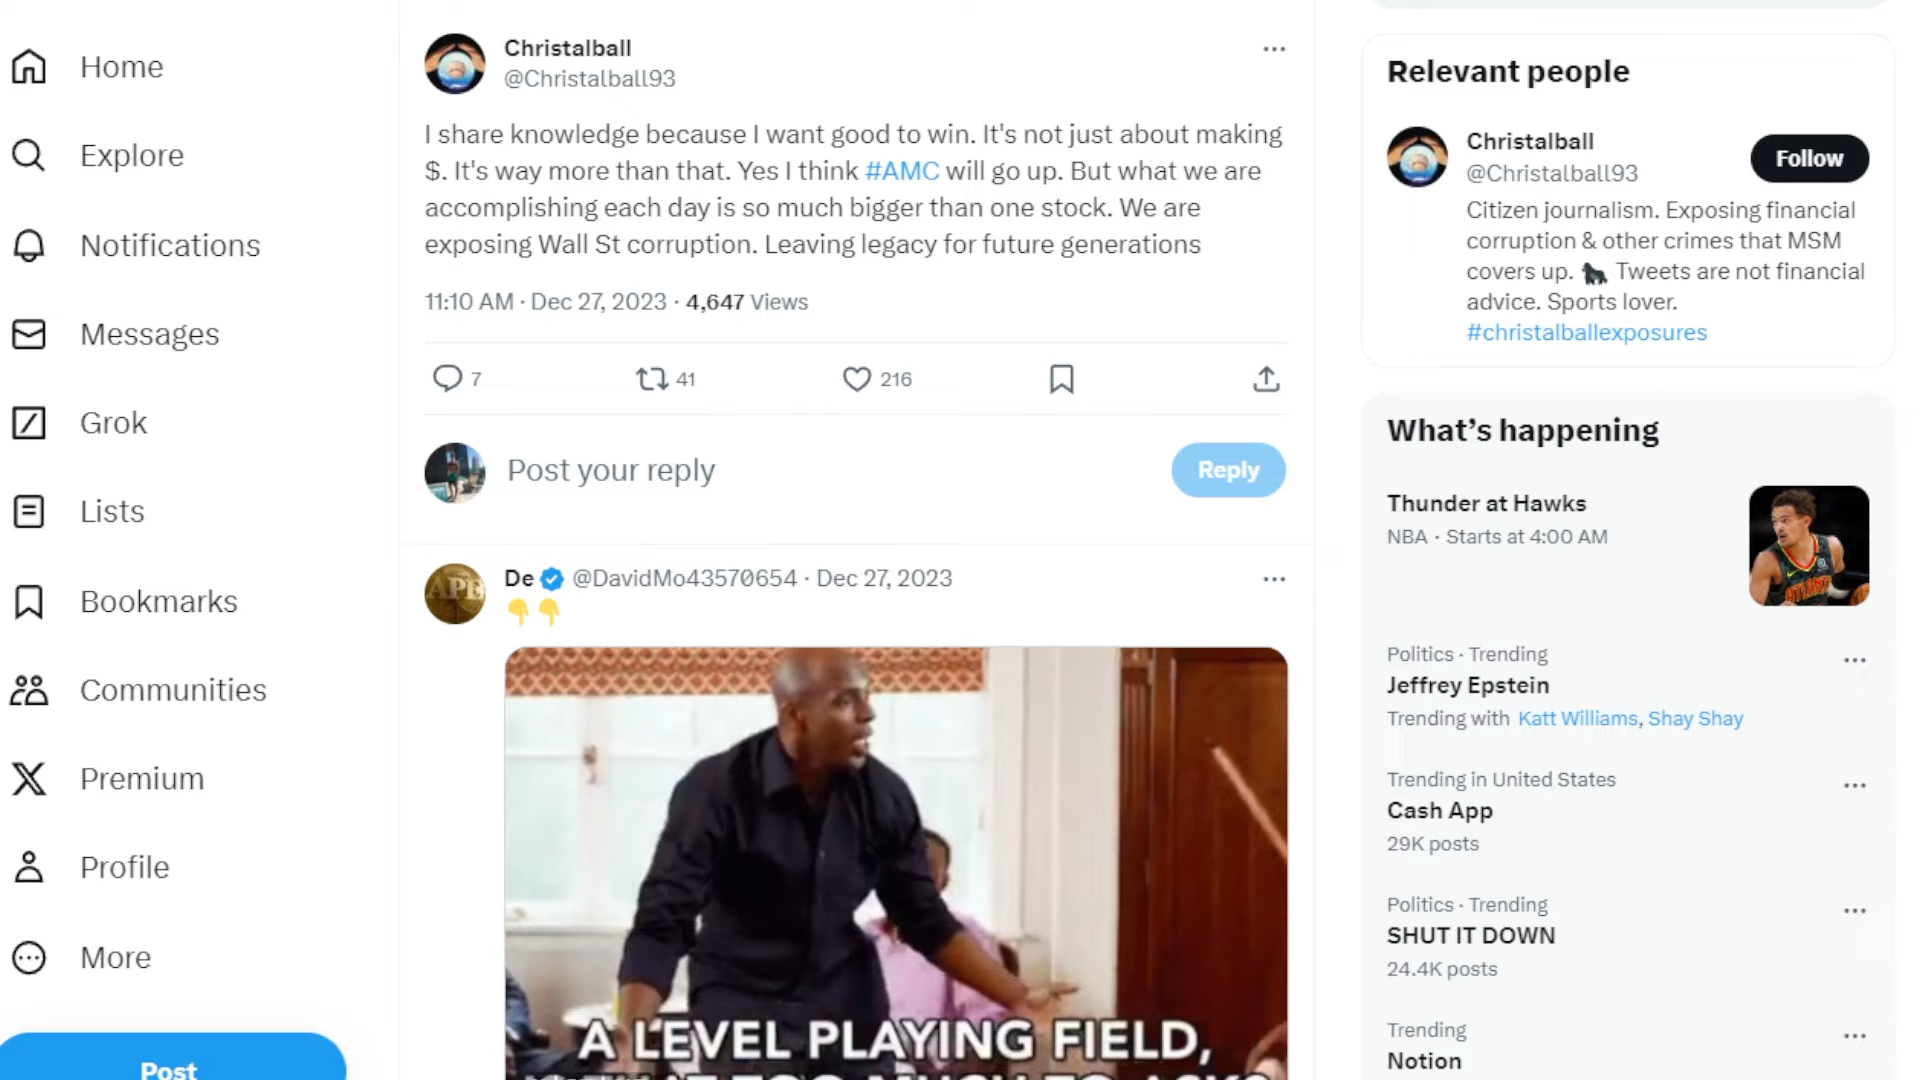 Home
Explore
Notifications
Messages
Grok
Lists
Bookmarks
Communities
Premium
Profile
More
Post
Christalball
@Christalball93
I share knowledge because I want good to win. It's not just about making
$. It's way more than that. Yes I think #AMC will go up. But what we are
accomplishing each day is so much bigger than one stock. We are
exposing Wall St corruption. Leaving legacy for future generations
11:10 AM · Dec 27, 2023 · 4,647 Views
7 41 216
Post your reply
Reply
De @DavidMo43570654 · Dec 27, 2023
APE
A LEVEL PLAYING FIELD,
Relevant people
Christalball
@Christalball93
Follow
Citizen journalism. Exposing financial
corruption & other crimes that MSM
covers up. 🦍 Tweets are not financial
advice. Sports lover.
#christalballexposures
What’s happening
Thunder at Hawks
NBA · Starts at 4:00 AM
ATLANTA
Politics · Trending
Jeffrey Epstein
Trending with Katt Williams, Shay Shay
Trending in United States
Cash App
29K posts
Politics · Trending
SHUT IT DOWN
24.4K posts
Trending
Notion